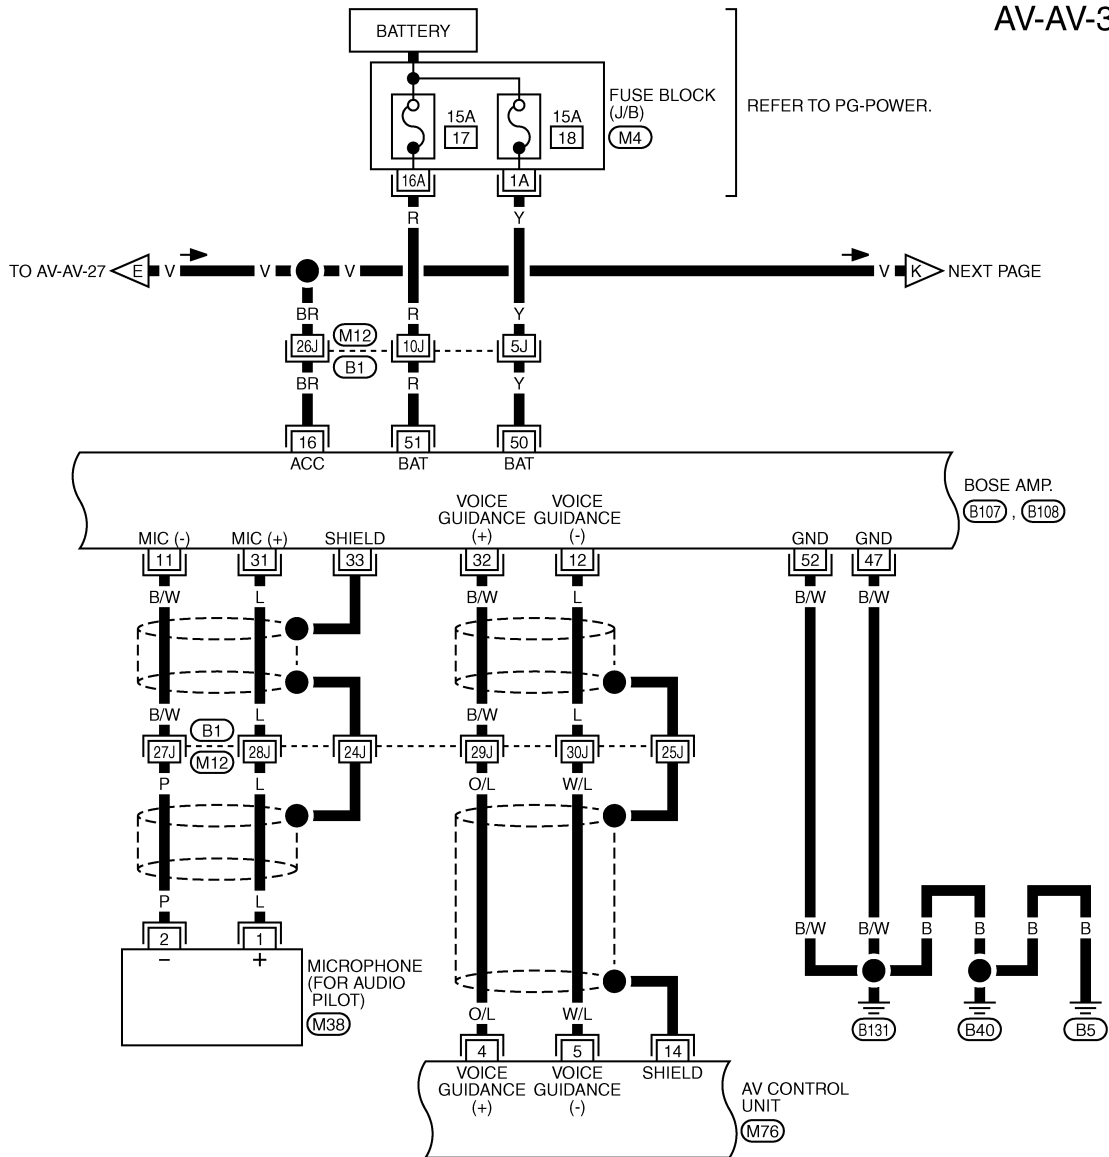 AV-AV-3
BATTERY
FUSE BLOCK
(J/B)
M4
15A
17
15A
18
REFER TO PG-POWER.
16A
1A
R
Y
TO AV-AV-27
E
V
V
V
V
K
NEXT PAGE
BR
R
Y
M12
26J
10J
5J
B1
BR
R
Y
16
51
50
ACC
BAT
BAT
BOSE AMP.
B107 , B108
VOICE
GUIDANCE
(+)
VOICE
GUIDANCE
(-)
MIC (-)
MIC (+)
SHIELD
GND
GND
11
31
33
32
12
52
47
B/W
L
B/W
L
B/W
B/W
B/W
L
B/W
L
B1
M12
27J
28J
24J
29J
30J
25J
P
L
O/L
W/L
P
L
B/W
B/W
B
B
B
B
2
1
-
+
MICROPHONE
(FOR AUDIO
PILOT)
M38
O/L
W/L
B131
B40
B5
4
5
14
VOICE
GUIDANCE
(+)
VOICE
GUIDANCE
(-)
SHIELD
AV CONTROL
UNIT
M76